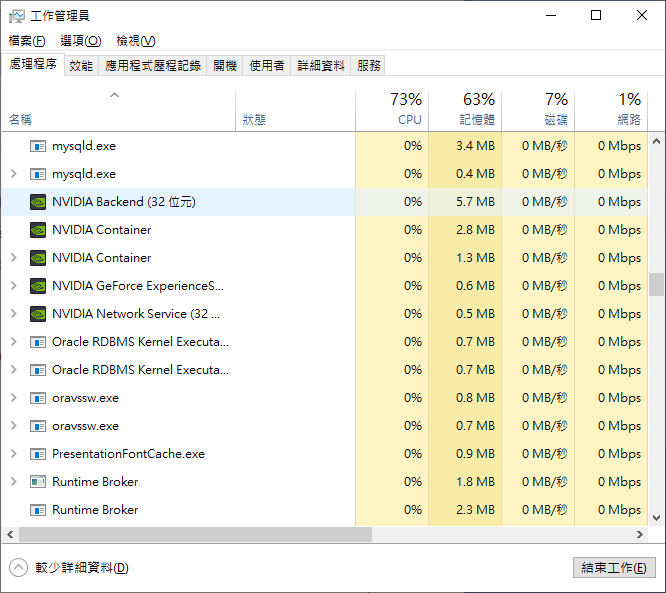 工作管理員
檔案(F) 選項(O) 檢視(V)
處理程序 效能 應用程式歷程記錄 開機 使用者 詳細資料 服務
73% 63% 7% 1%
名稱 狀態 CPU 記憶體 磁碟 網路
mysqld.exe 0% 3.4 MB 0 MB/秒 0 Mbps
mysqld.exe 0% 0.4 MB 0 MB/秒 0 Mbps
NVIDIA Backend (32 位元) 0% 5.7 MB 0 MB/秒 0 Mbps
NVIDIA Container 0% 2.8 MB 0 MB/秒 0 Mbps
NVIDIA Container 0% 1.3 MB 0 MB/秒 0 Mbps
NVIDIA GeForce ExperienceS... 0% 0.6 MB 0 MB/秒 0 Mbps
NVIDIA Network Service (32 ... 0% 0.5 MB 0 MB/秒 0 Mbps
Oracle RDBMS Kernel Executa... 0% 0.7 MB 0 MB/秒 0 Mbps
Oracle RDBMS Kernel Executa... 0% 0.7 MB 0 MB/秒 0 Mbps
oravssw.exe 0% 0.8 MB 0 MB/秒 0 Mbps
oravssw.exe 0% 0.7 MB 0 MB/秒 0 Mbps
PresentationFontCache.exe 0% 0.9 MB 0 MB/秒 0 Mbps
Runtime Broker 0% 1.8 MB 0 MB/秒 0 Mbps
Runtime Broker 0% 2.3 MB 0 MB/秒 0 Mbps
較少詳細資料(D) 結束工作(E)